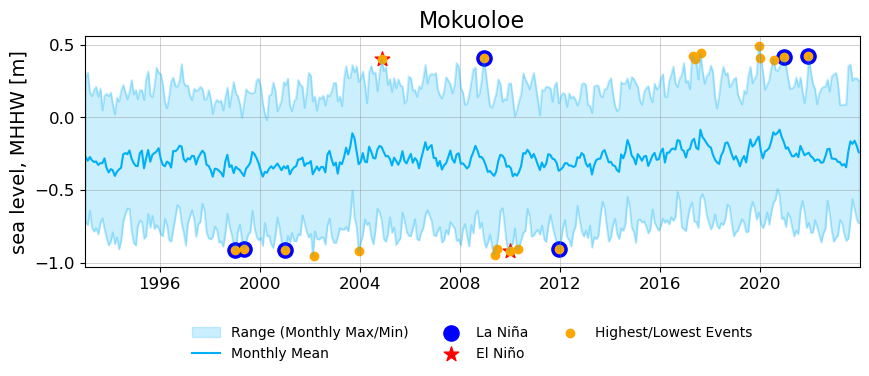 Mokuoloe
sea level, MHHW [m]
0.5
0.0
−0.5
−1.0
1996 2000 2004 2008 2012 2016 2020
Range (Monthly Max/Min) La Niña Highest/Lowest Events
Monthly Mean El Niño